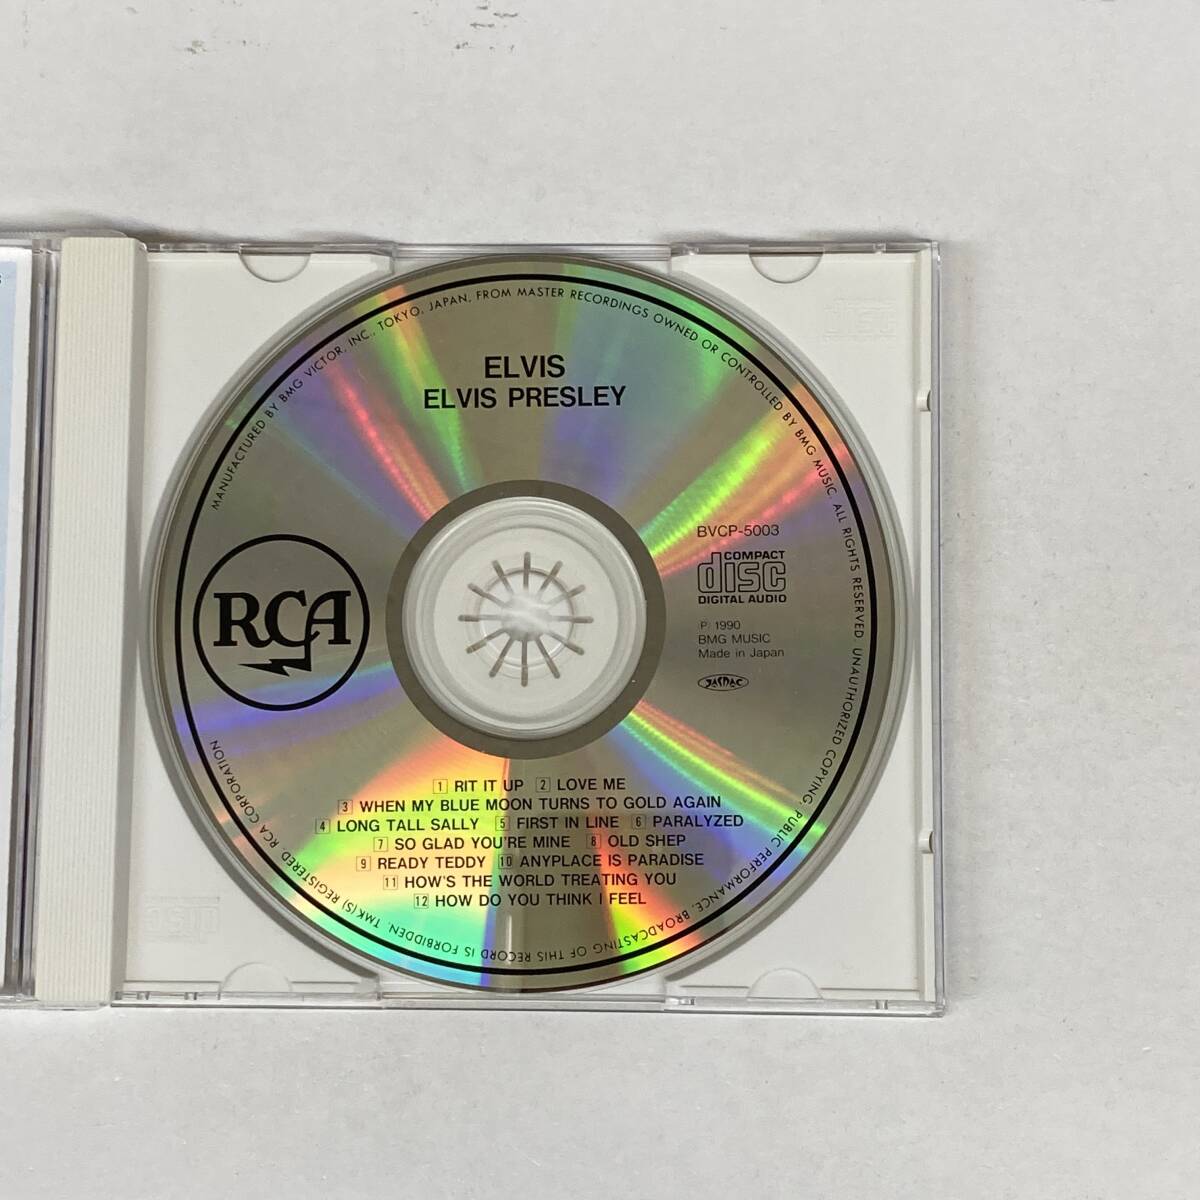 MANUFACTURED BY BMG VICTOR, INC., TOKYO, JAPAN, FROM MASTER RECORDINGS OWNED OR CONTROLLED BY BMG MUSIC. ALL RIGHTS RESERVED. UNAUTHORIZED COPYING, PUBLIC PERFORMANCE, BROADCASTING OF THIS RECORD IS FORBIDDEN. TMK(S) REGISTERED. RCA CORPORATION
ELVIS
ELVIS PRESLEY
RCA
BVCP-5003
COMPACT
disc
DIGITAL AUDIO
Ⓟ 1990
BMG MUSIC
Made in Japan
JASRAC
1 RIT IT UP 2 LOVE ME
3 WHEN MY BLUE MOON TURNS TO GOLD AGAIN
4 LONG TALL SALLY 5 FIRST IN LINE 6 PARALYZED
7 SO GLAD YOU'RE MINE 8 OLD SHEP
9 READY TEDDY 10 ANYPLACE IS PARADISE
11 HOW'S THE WORLD TREATING YOU
12 HOW DO YOU THINK I FEEL